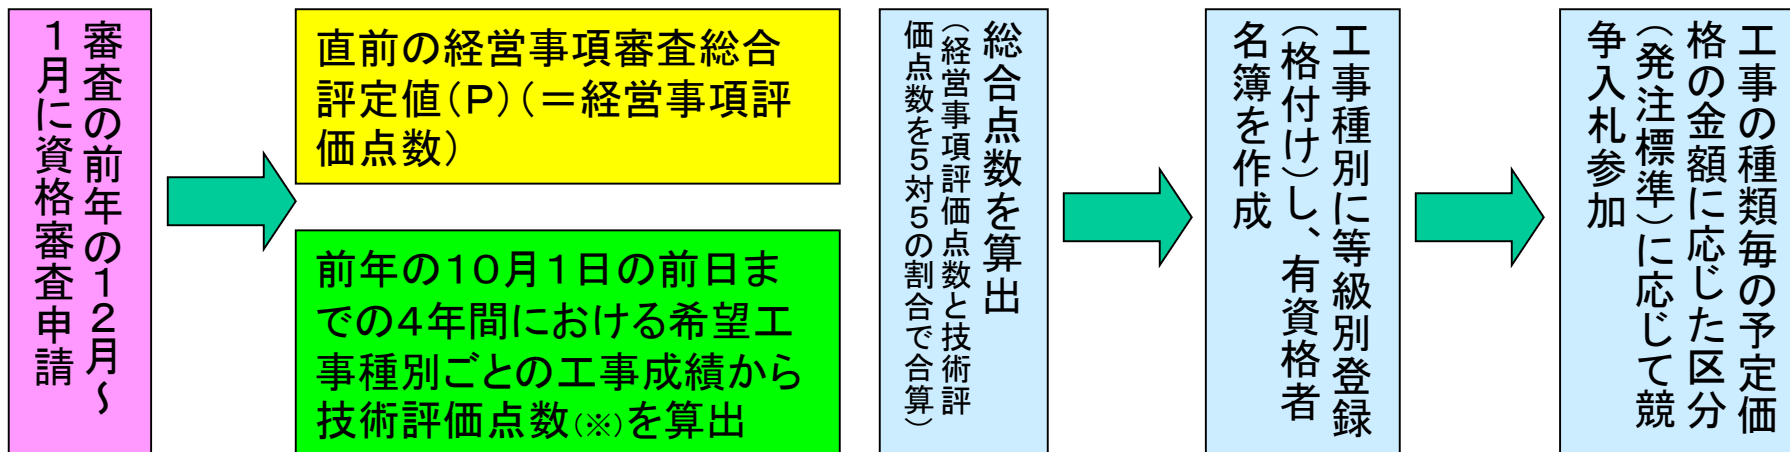 審査の前年の１２月～
１月に資格審査申請
直前の経営事項審査総合
評定値（Ｐ）（＝経営事項評
価点数）
前年の１０月１日の前日ま
での４年間における希望工
事種別ごとの工事成績から
技術評価点数（※）を算出
総合点数を算出
（経営事項評価点数と技術評
価点数を５対５の割合で合算）
工事種別に等級別登録
（格付け）し、有資格者
名簿を作成
工事の種類毎の予定価
格の金額に応じた区分
（発注標準）に応じて競
争入札参加